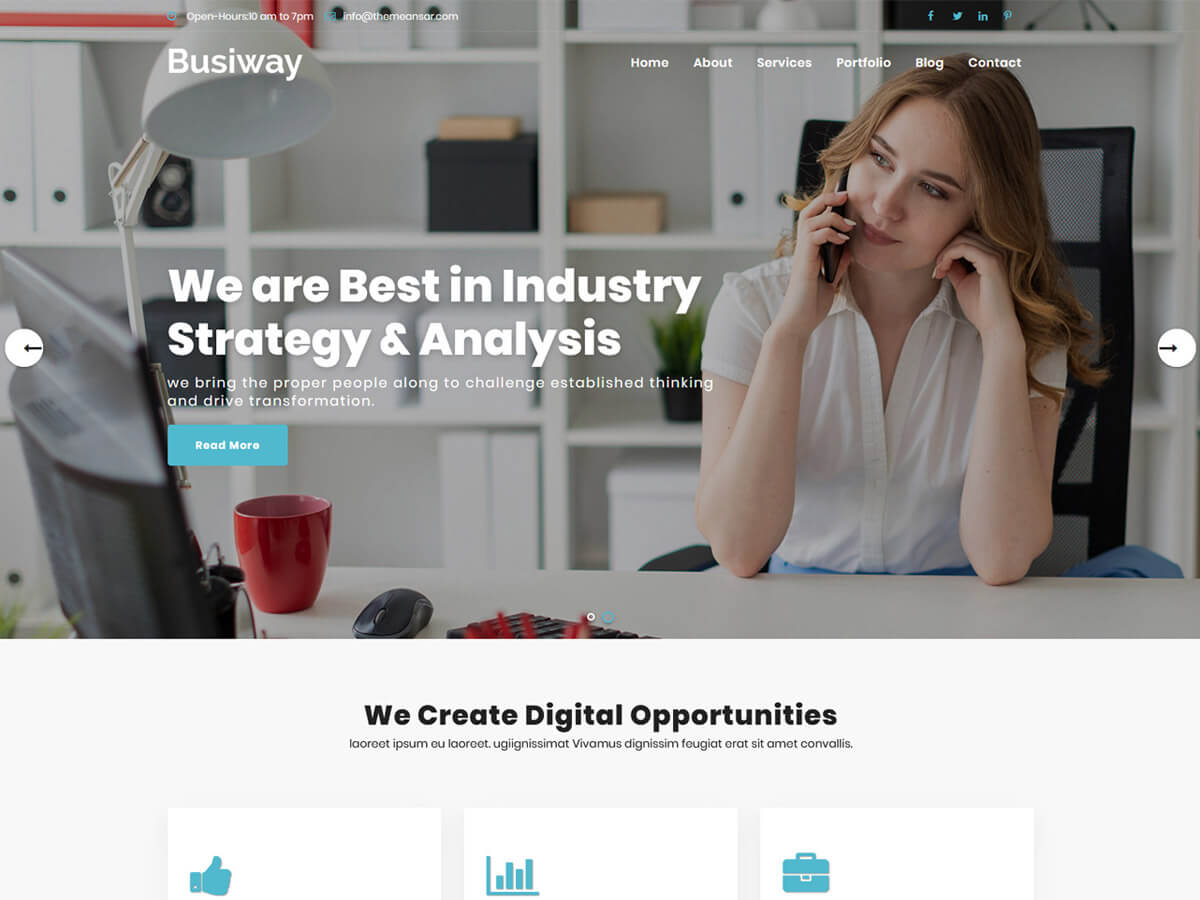 Open-Hours:10 am to 7pm info@themeansar.com
Busiway
Home About Services Portfolio Blog Contact
We are Best in Industry
Strategy & Analysis
we bring the proper people along to challenge established thinking
and drive transformation.
Read More
We Create Digital Opportunities
laoreet ipsum eu laoreet. ugiignissimat Vivamus dignissim feugiat erat sit amet convallis.